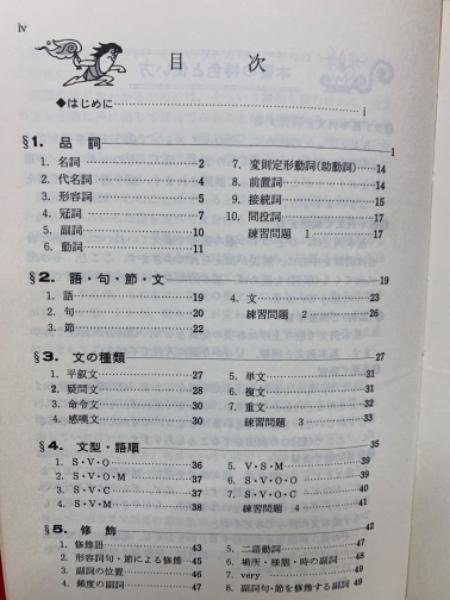 iv
目次
◆はじめに……i
§1. 品詞……1
1. 名詞……2
2. 代名詞……4
3. 形容詞……5
4. 冠詞……7
5. 副詞……10
6. 動詞……11
7. 変則定形動詞(助動詞)……14
8. 前置詞……14
9. 接続詞……15
10. 間投詞……17
練習問題 1……17
§2. 語・句・節・文……19
1. 語……19
2. 句……20
3. 節……22
4. 文……23
練習問題 2……26
§3. 文の種類……27
1. 平叙文……27
2. 疑問文……28
3. 命令文……30
4. 感嘆文……30
5. 単文……31
6. 複文……31
7. 重文……32
練習問題 3……33
§4. 文型・語順……35
1. S・V・O……36
2. S・V・O・M……37
3. S・V・C……37
4. S・V・M……38
5. V・S・M……39
6. S・V・O・O……39
7. S・V・O・C……40
練習問題 4……41
§5. 修飾……42
1. 修飾語……43
2. 形容詞句・節による修飾……45
3. 副詞の位置……46
4. 頻度の副詞……47
5. 二語動詞……47
6. 場所・様態・時の副詞……48
7. very……49
8. 副詞句・節を修飾する副詞……49